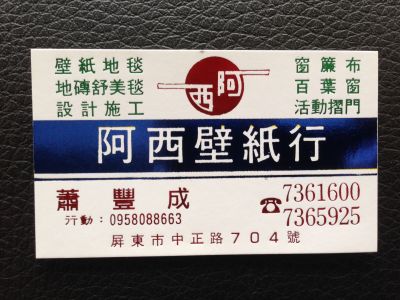 壁紙地毯
地磚舒美毯
設計施工
阿西
窗簾布
百葉窗
活動摺門
阿西壁紙行
蕭豐成
行動：0958088663
☎7361600
7365925
屏東市中正路704號